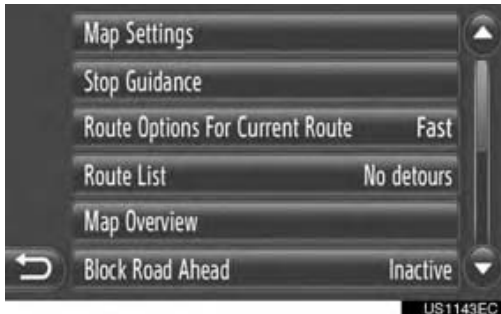 Map Settings
Stop Guidance
Route Options For Current Route Fast
Route List No detours
Map Overview
Block Road Ahead Inactive
US1143EC